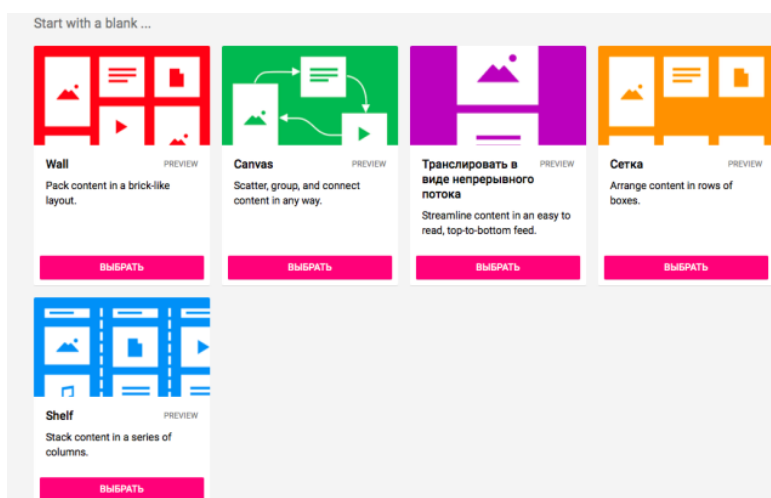 Start with a blank ...
Wall PREVIEW
Pack content in a brick-like
layout.
ВЫБРАТЬ
Canvas PREVIEW
Scatter, group, and connect
content in any way.
ВЫБРАТЬ
Транслировать в PREVIEW
виде непрерывного
потока
Streamline content in an easy to
read, top-to-bottom feed.
ВЫБРАТЬ
Сетка PREVIEW
Arrange content in rows of
boxes.
ВЫБРАТЬ
Shelf PREVIEW
Stack content in a series of
columns.
ВЫБРАТЬ